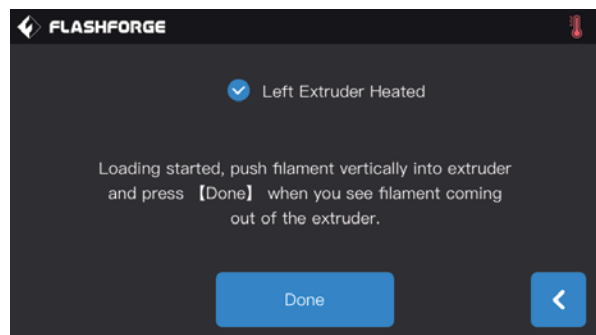 FLASHFORGE
Left Extruder Heated
Loading started, push filament vertically into extruder
and press 【Done】 when you see filament coming
out of the extruder.
Done